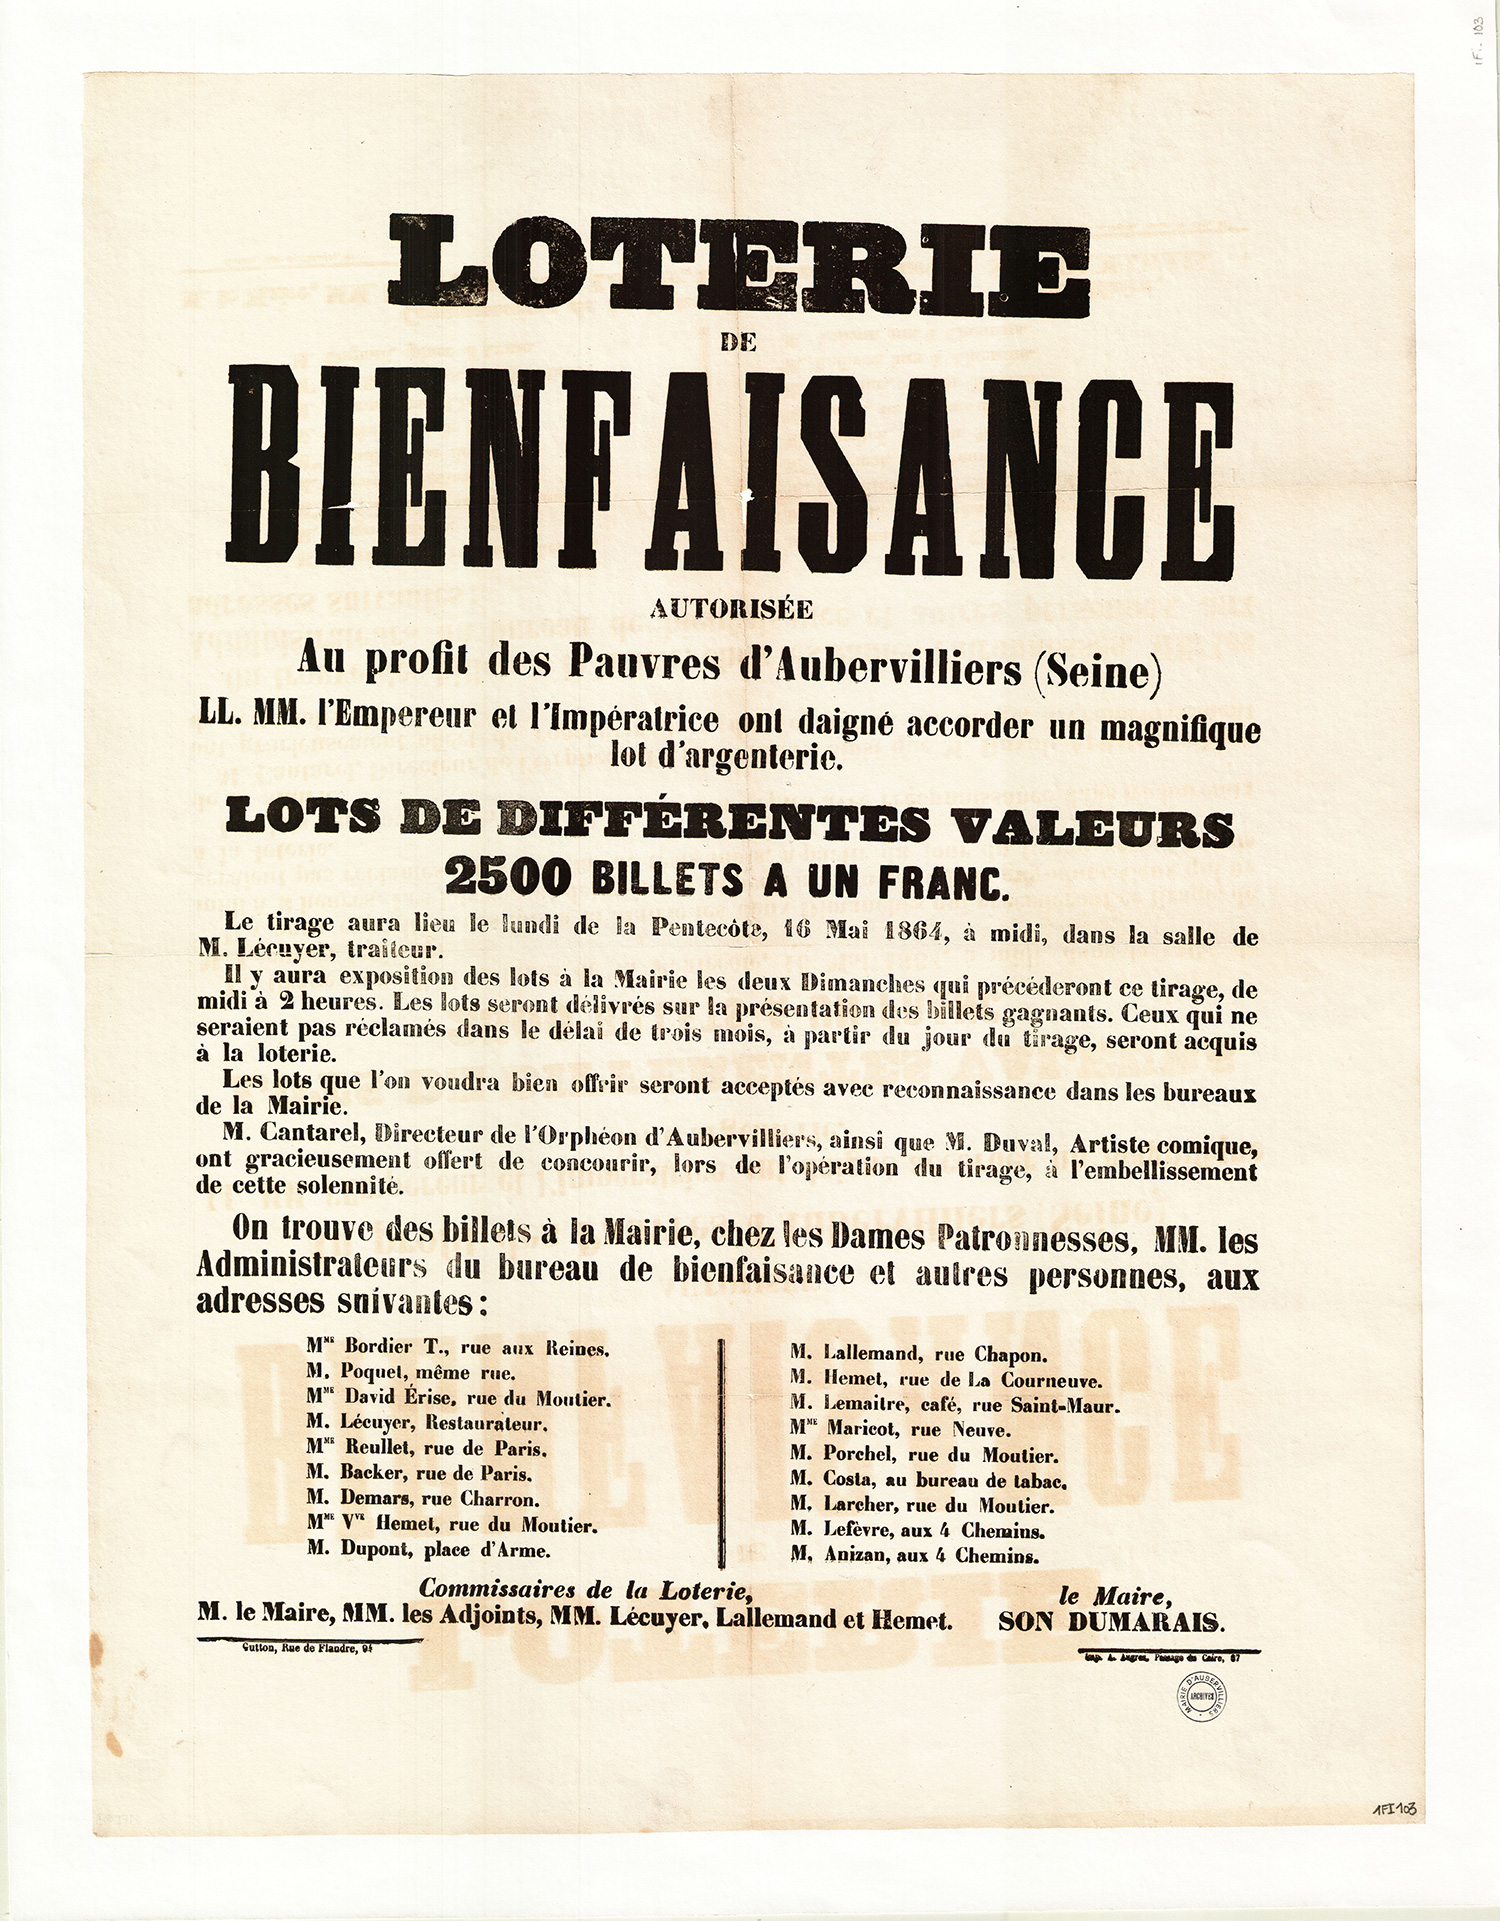 1Fi. 103
LOTERIE
DE
BIENFAISANCE
AUTORISÉE
Au profit des Pauvres d'Aubervilliers (Seine)
LL. MM. l'Empereur et l'Impératrice ont daigné accorder un magnifique
lot d'argenterie.
LOTS DE DIFFÉRENTES VALEURS
2500 BILLETS A UN FRANC.
Le tirage aura lieu le lundi de la Pentecôte, 16 Mai 1864, à midi, dans la salle de
M. Lécuyer, traiteur.
Il y aura exposition des lots à la Mairie les deux Dimanches qui précéderont ce tirage, de
midi à 2 heures. Les lots seront délivrés sur la présentation des billets gagnants. Ceux qui ne
seraient pas réclamés dans le délai de trois mois, à partir du jour du tirage, seront acquis
à la loterie.
Les lots que l'on voudra bien offrir seront acceptés avec reconnaissance dans les bureaux
de la Mairie.
M. Cantarel, Directeur de l'Orphéon d'Aubervilliers, ainsi que M. Duval, Artiste comique,
ont gracieusement offert de concourir, lors de l'opération du tirage, à l'embellissement
de cette solennité.
On trouve des billets à la Mairie, chez les Dames Patronnesses, MM. les
Administrateurs du bureau de bienfaisance et autres personnes, aux
adresses suivantes :
Mme Bordier T., rue aux Reines.
M. Poquet, même rue.
Mme David Érise, rue du Moutier.
M. Lécuyer, Restaurateur.
Mme Reullet, rue de Paris.
M. Backer, rue de Paris.
M. Demars, rue Charron.
Mme Vve Hemet, rue du Moutier.
M. Dupont, place d'Arme.
M. Lallemand, rue Chapon.
M. Hemet, rue de La Courneuve.
M. Lemaitre, café, rue Saint-Maur.
Mme Maricot, rue Neuve.
M. Porchel, rue du Moutier.
M. Costa, au bureau de tabac.
M. Larcher, rue du Moutier.
M. Lefèvre, aux 4 Chemins.
M. Anizan, aux 4 Chemins.
Commissaires de la Loterie,
M. le Maire, MM. les Adjoints, MM. Lécuyer, Lallemand et Hemet.
le Maire,
SON DUMARAIS.
Gutton, Rue de Flandre, 94
Imp. A. Augros, Passage du Caire, 87
MAIRIE D'AUBERVILLIERS
ARCHIVES
1FI103